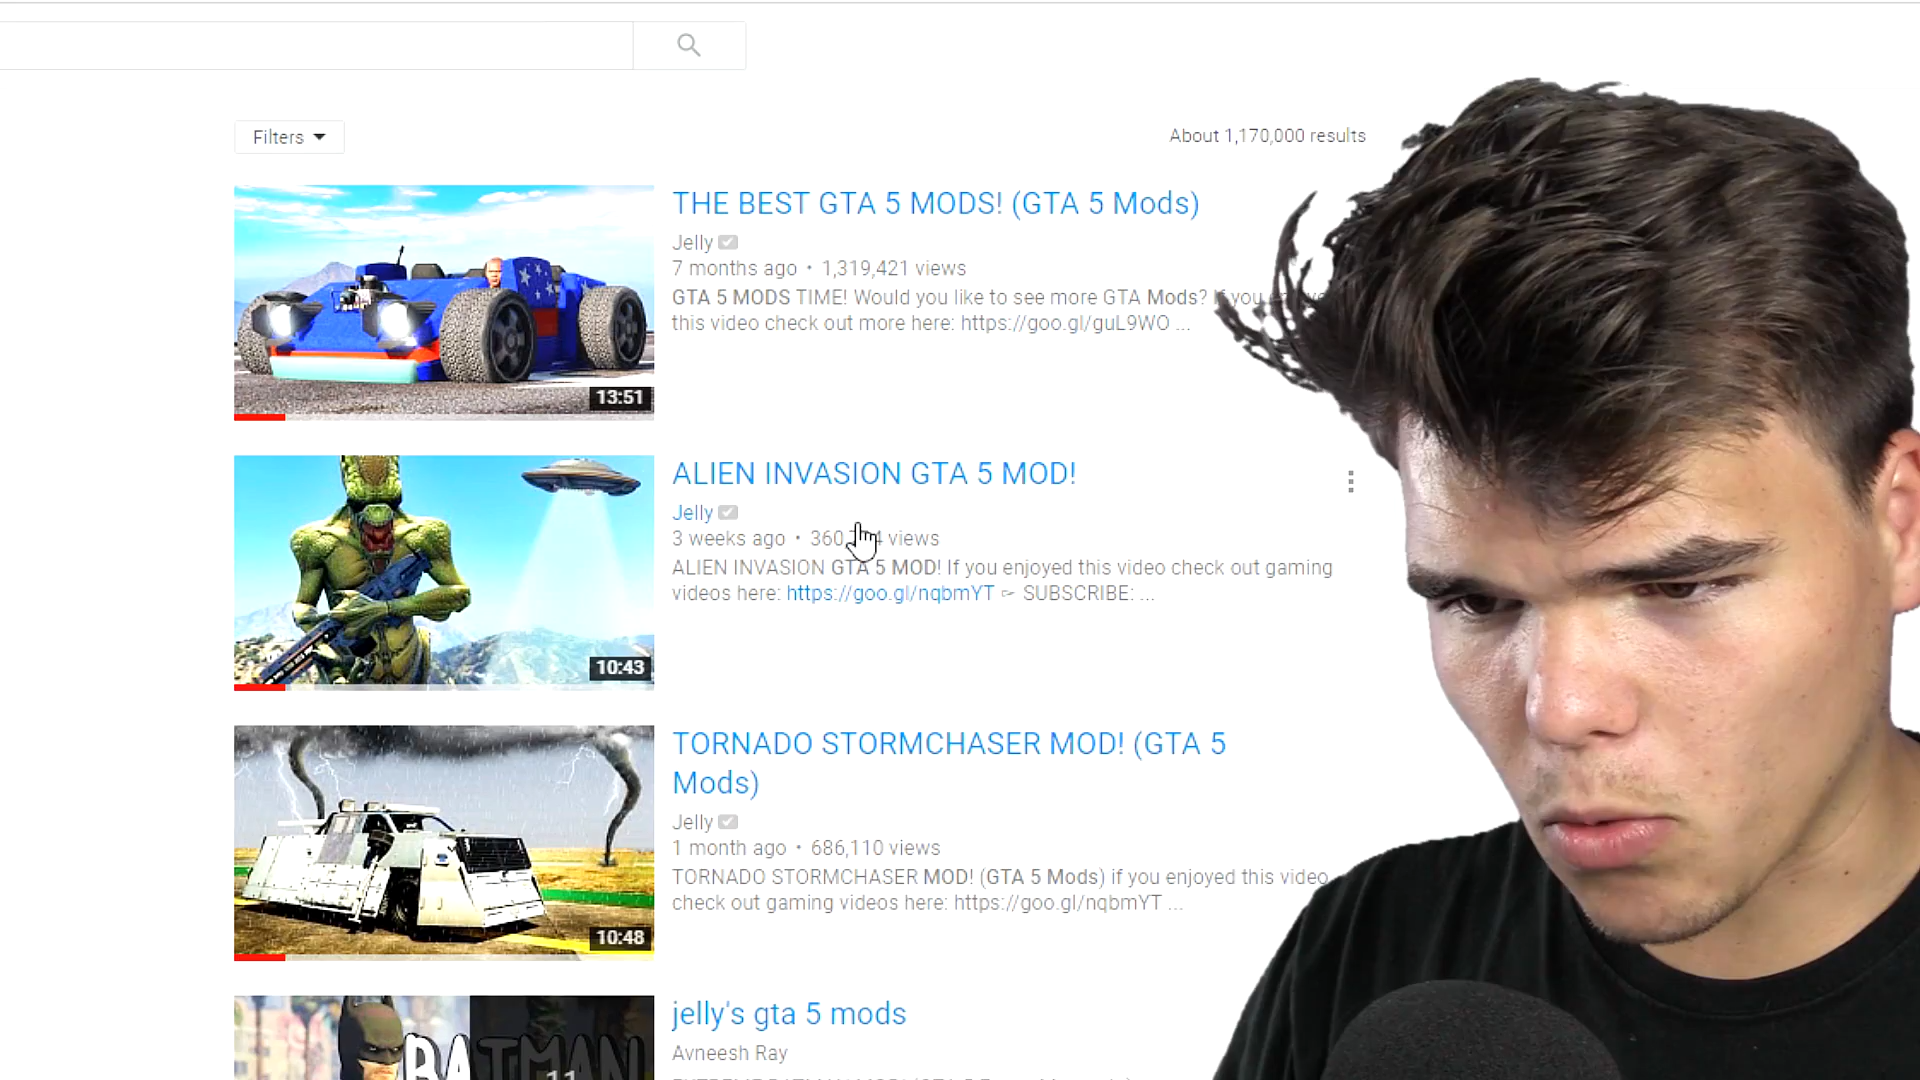 Filters
About 1,170,000 results
THE BEST GTA 5 MODS! (GTA 5 Mods)
Jelly
7 months ago • 1,319,421 views
GTA 5 MODS TIME! Would you like to see more GTA Mods? If you
this video check out more here: https://goo.gl/guL9WO ...
13:51
ALIEN INVASION GTA 5 MOD!
Jelly
3 weeks ago • views
ALIEN INVASION GTA 5 MOD! If you enjoyed this video check out gaming
videos here: https://goo.gl/nqbmYT ▻ SUBSCRIBE: ...
10:43
TORNADO STORMCHASER MOD! (GTA 5
Mods)
Jelly
1 month ago • 686,110 views
TORNADO STORMCHASER MOD! (GTA 5 Mods) if you enjoyed this video
check out gaming videos here: https://goo.gl/nqbmYT ...
10:48
jelly's gta 5 mods
Avneesh Ray
BATMAN